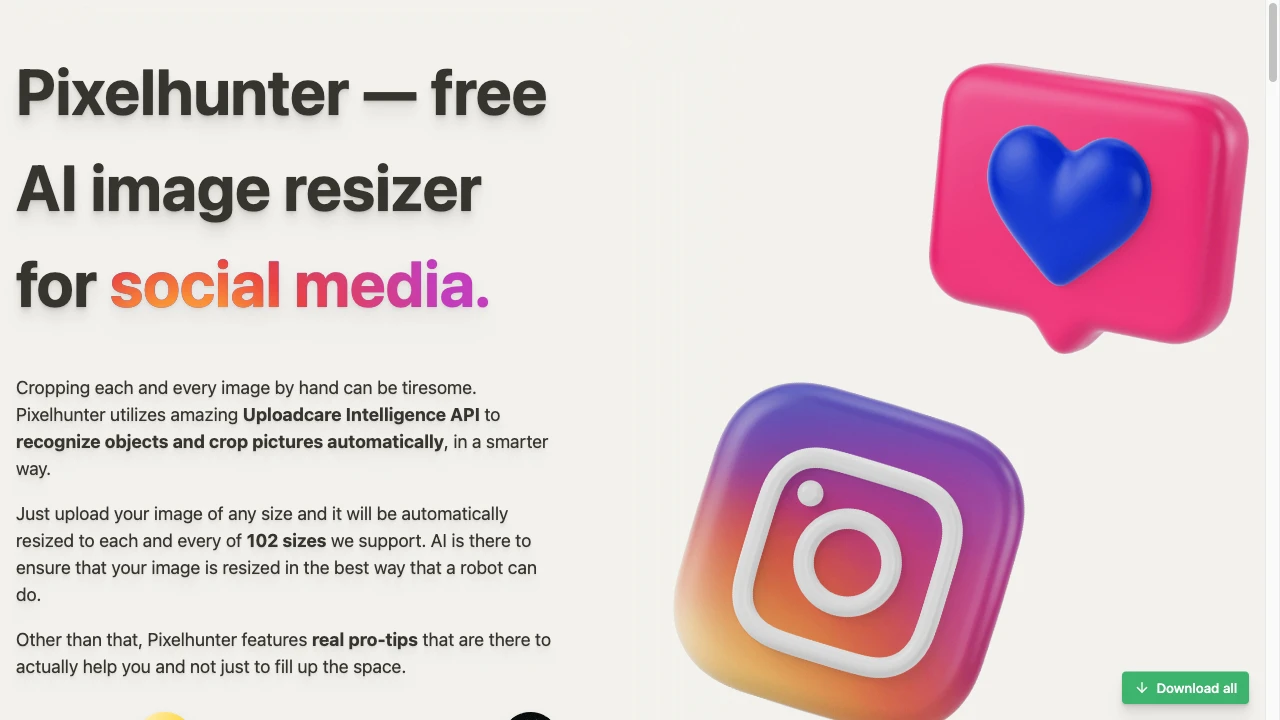 Pixelhunter — free
AI image resizer
for social media.
Cropping each and every image by hand can be tiresome.
Pixelhunter utilizes amazing Uploadcare Intelligence API to
recognize objects and crop pictures automatically, in a smarter
way.
Just upload your image of any size and it will be automatically
resized to each and every of 102 sizes we support. AI is there to
ensure that your image is resized in the best way that a robot can
do.
Other than that, Pixelhunter features real pro-tips that are there to
actually help you and not just to fill up the space.
Download all